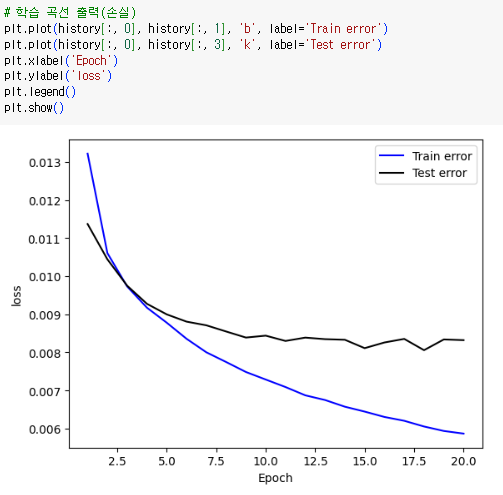 # 학습 곡선 출력(손실)
plt.plot(history[:, 0], history[:, 1], 'b', label='Train error')
plt.plot(history[:, 0], history[:, 3], 'k', label='Test error')
plt.xlabel('Epoch')
plt.ylabel('loss')
plt.legend()
plt.show()
Train error
Test error
0.013
0.012
0.011
0.010
0.009
0.008
0.007
0.006
loss
2.5 5.0 7.5 10.0 12.5 15.0 17.5 20.0
Epoch